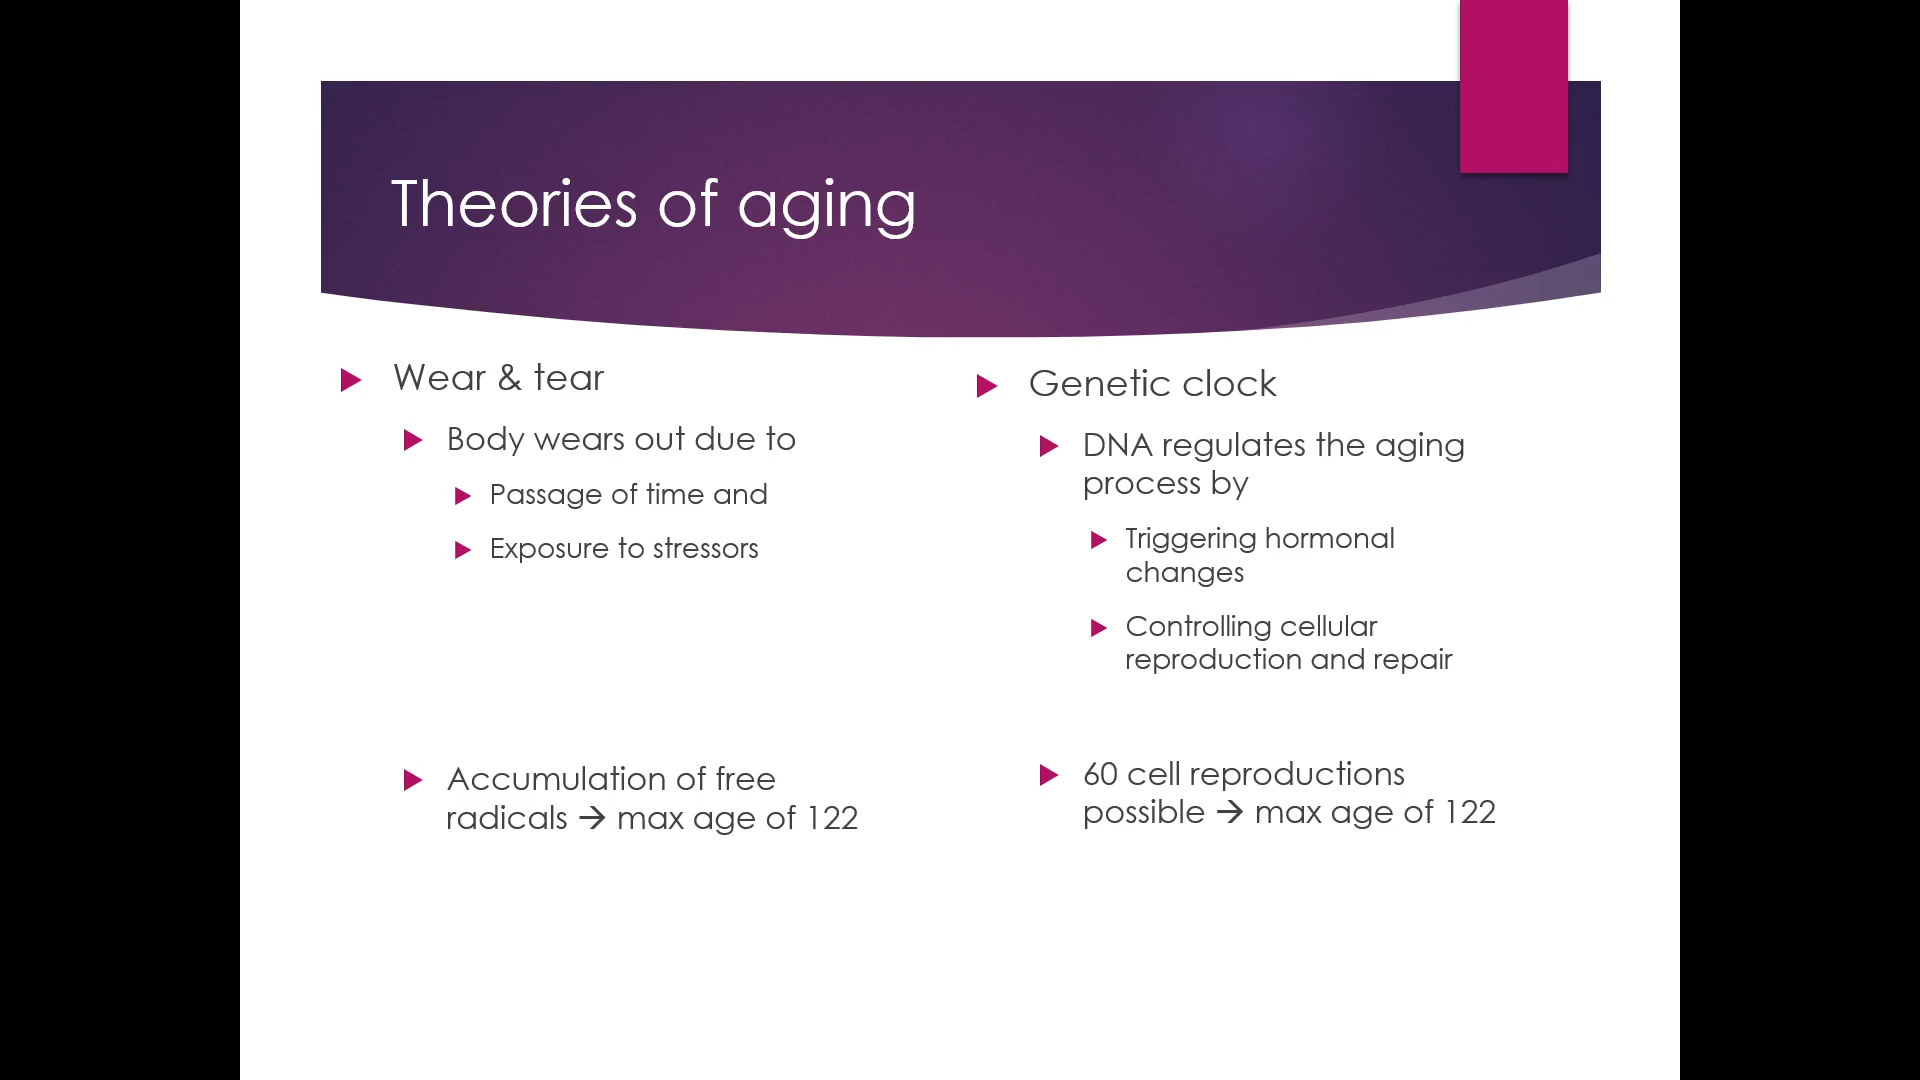 Theories of aging
Wear & tear
Body wears out due to
Passage of time and
Exposure to stressors
Accumulation of free
radicals → max age of 122
Genetic clock
DNA regulates the aging
process by
Triggering hormonal
changes
Controlling cellular
reproduction and repair
60 cell reproductions
possible → max age of 122